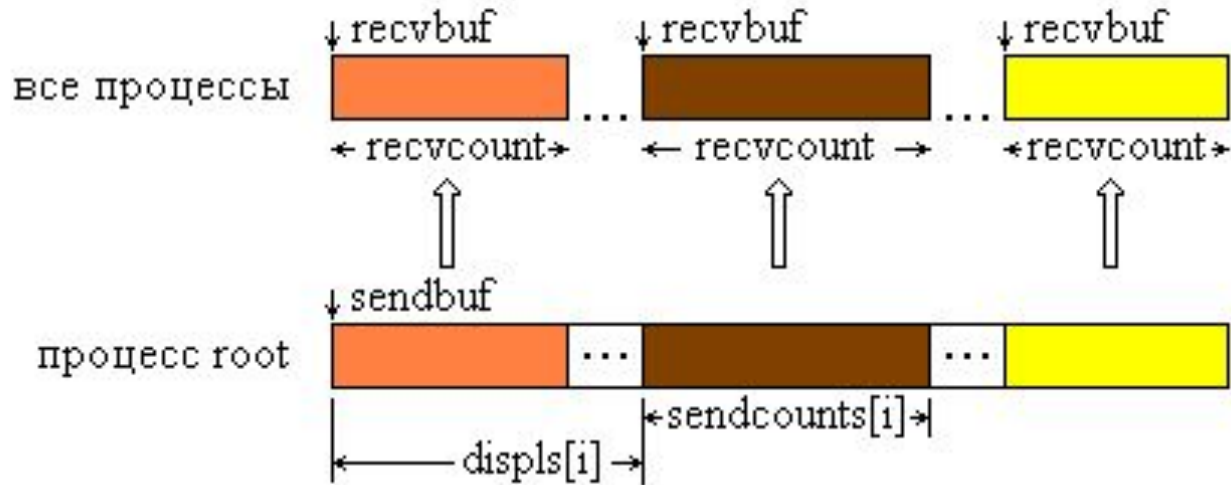 recvbuf recvbuf recvbuf
все процессы ... ...
recvcount recvcount recvcount
sendbuf
процесс root ... ...
sendcounts[i]
displs[i]